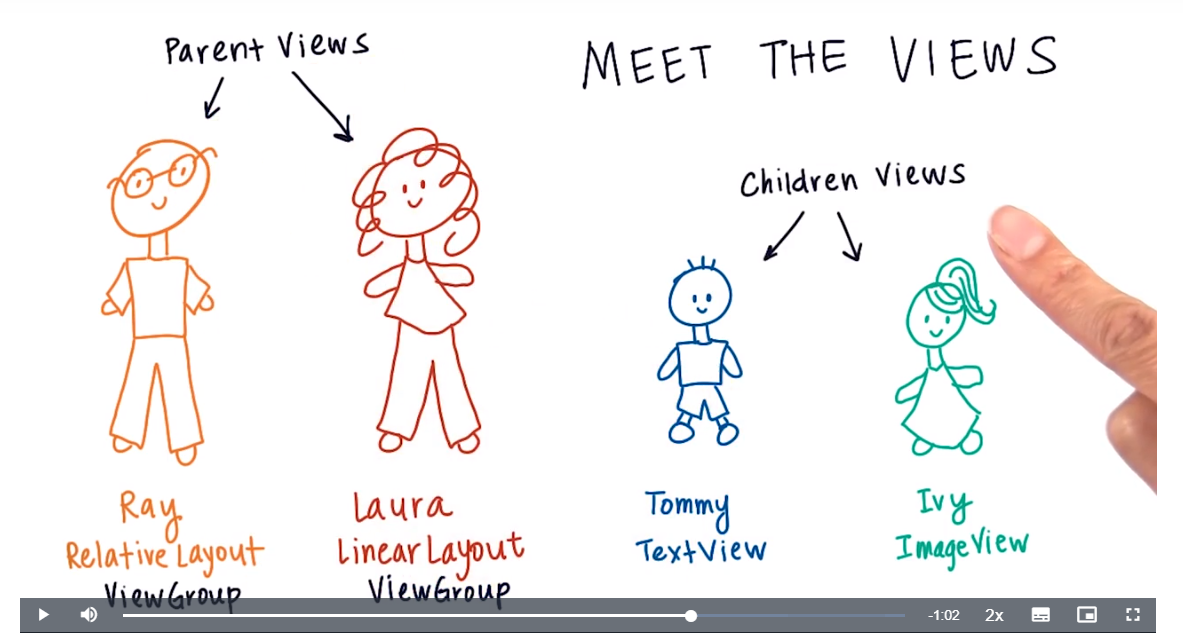 Parent Views
MEET THE VIEWS
Children Views
Ray
Relative Layout
ViewGroup
Laura
Linear Layout
ViewGroup
Tommy
TextView
Ivy
ImageView
-1:02 2x